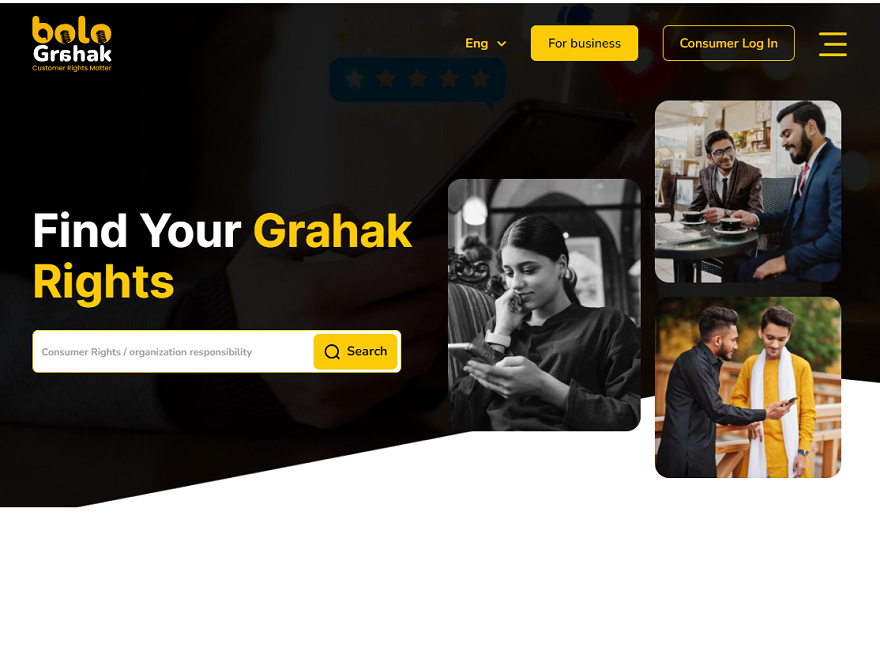 bolo
Grahak
Customer Rights Matter
Eng
For business
Consumer Log In
Find Your Grahak
Rights
Consumer Rights / organization responsibility
Search